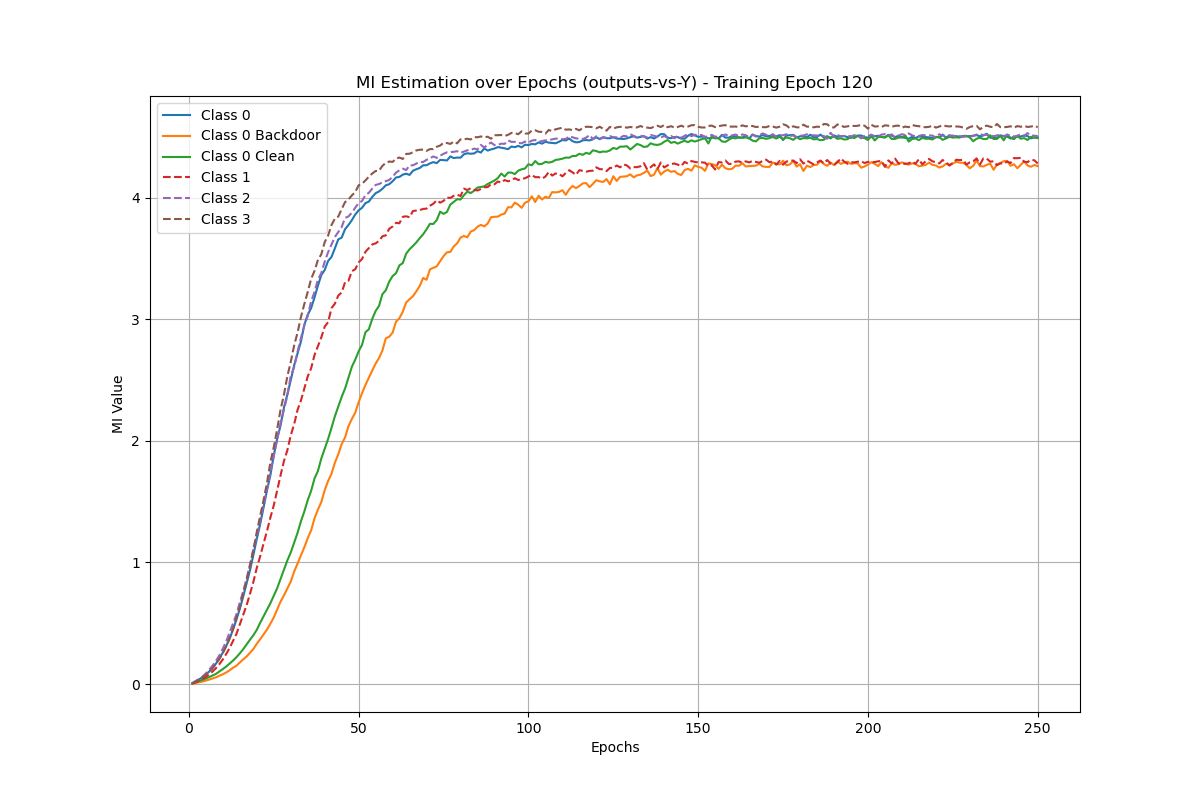 MI Estimation over Epochs (outputs-vs-Y) - Training Epoch 120
Class 0
Class 0 Backdoor
Class 0 Clean
Class 1
Class 2
Class 3
MI Value
4
3
2
1
0
0 50 100 150 200 250
Epochs